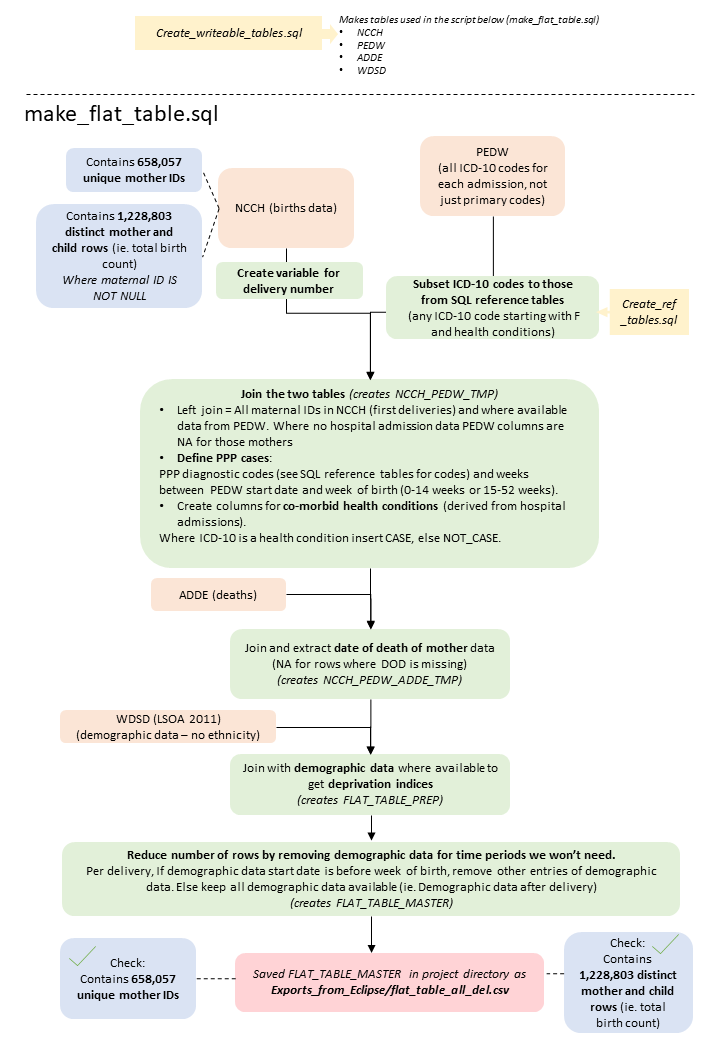 Create_writeable_tables.sql
Makes tables used in the script below (make_flat_table.sql)
• NCCH
• PEDW
• ADDE
• WDSD
make_flat_table.sql
Contains 658,057
unique mother IDs
Contains 1,228,803
distinct mother and
child rows (ie. total birth
count)
Where maternal ID IS
NOT NULL
NCCH (births data)
PEDW
(all ICD-10 codes for
each admission, not
just primary codes)
Create variable for
delivery number
Subset ICD-10 codes to those
from SQL reference tables
(any ICD-10 code starting with F
and health conditions)
Create_ref
_tables.sql
Join the two tables (creates NCCH_PEDW_TMP)
• Left join = All maternal IDs in NCCH (first deliveries) and where available
data from PEDW. Where no hospital admission data PEDW columns are
NA for those mothers
• Define PPP cases:
PPP diagnostic codes (see SQL reference tables for codes) and weeks
between PEDW start date and week of birth (0-14 weeks or 15-52 weeks).
• Create columns for co-morbid health conditions (derived from hospital
admissions).
Where ICD-10 is a health condition insert CASE, else NOT_CASE.
ADDE (deaths)
Join and extract date of death of mother data
(NA for rows where DOD is missing)
(creates NCCH_PEDW_ADDE_TMP)
WDSD (LSOA 2011)
(demographic data – no ethnicity)
Join with demographic data where available to
get deprivation indices
(creates FLAT_TABLE_PREP)
Reduce number of rows by removing demographic data for time periods we won't need.
Per delivery, If demographic data start date is before week of birth, remove other entries of demographic
data. Else keep all demographic data available (ie. Demographic data after delivery)
(creates FLAT_TABLE_MASTER)
Check:
Contains 658,057
unique mother IDs
Saved FLAT_TABLE_MASTER in project directory as
Exports_from_Eclipse/flat_table_all_del.csv
Check:
Contains
1,228,803 distinct
mother and child
rows (ie. total
birth count)